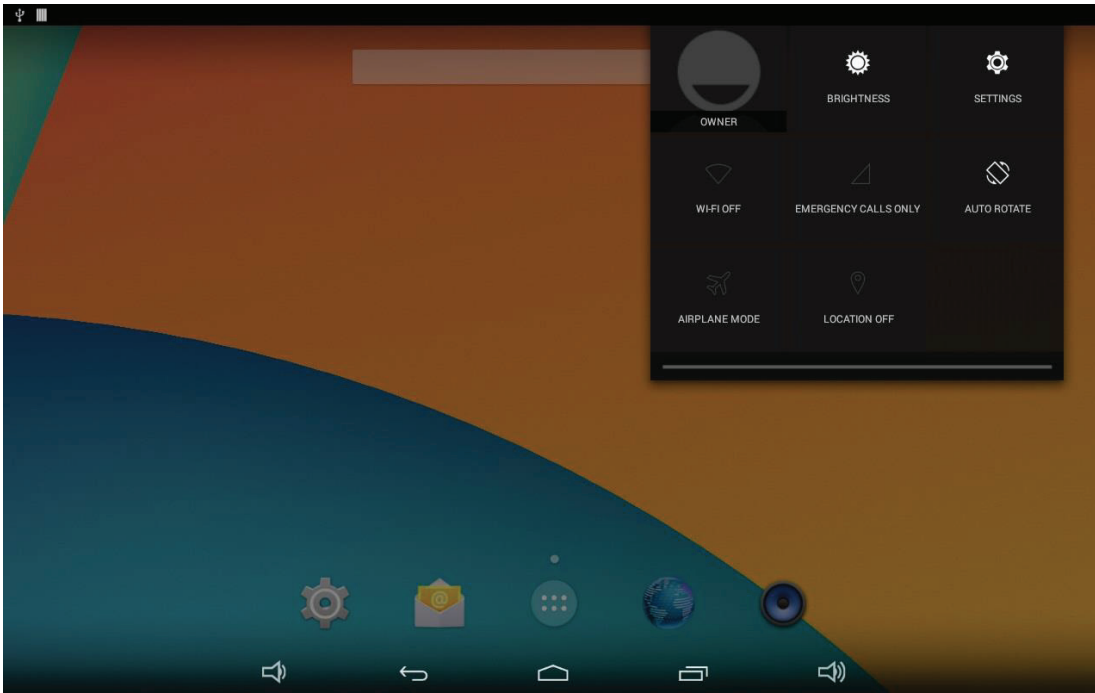 BRIGHTNESS
SETTINGS
OWNER
WI-FI OFF
EMERGENCY CALLS ONLY
AUTO ROTATE
AIRPLANE MODE
LOCATION OFF
@